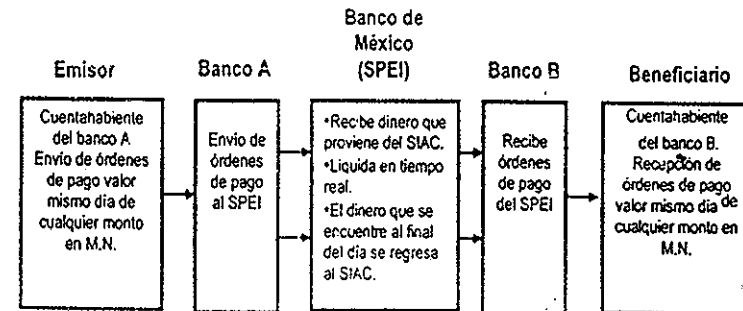 Banco de
México
(SPEI)
Emisor
Banco A
Banco B
Beneficiario
Cuentahabiente
del banco A
Envío de órdenes
de pago valor
mismo día de
cualquier monto
en M.N.
Envío de
órdenes
de pago
al SPEI
•Recibe dinero que
proviene del SIAC.
•Liquida en tiempo
real.
•El dinero que se
encuentre al final
del día se regresa
al SIAC.
Recibe
órdenes
de pago
del SPEI
Cuentahabiente
del banco B.
Recepción de
órdenes de pago
valor mismo día de
cualquier monto en
M.N.